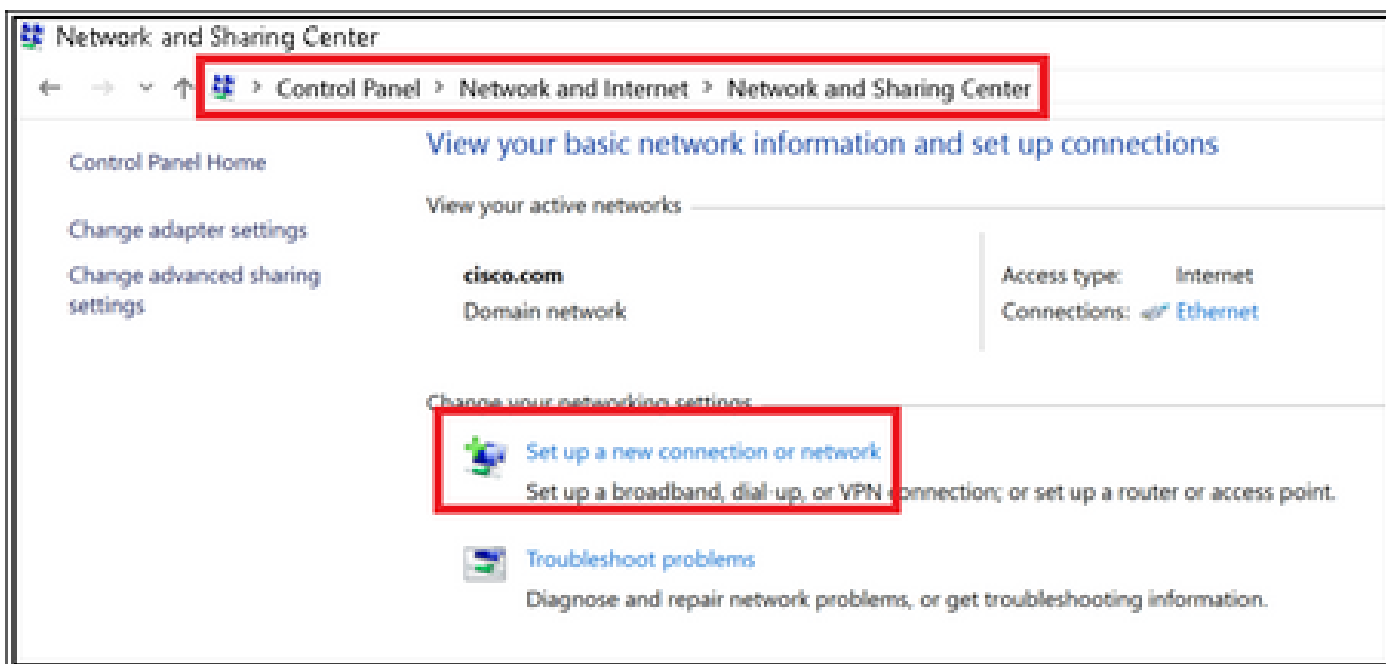 Network and Sharing Center
Control Panel > Network and Internet > Network and Sharing Center
Control Panel Home
Change adapter settings
Change advanced sharing
settings
View your basic network information and set up connections
View your active networks
cisco.com
Domain network
Access type: Internet
Connections: Ethernet
Change your networking settings
Set up a new connection or network
Set up a broadband, dial-up, or VPN connection; or set up a router or access point.
Troubleshoot problems
Diagnose and repair network problems, or get troubleshooting information.